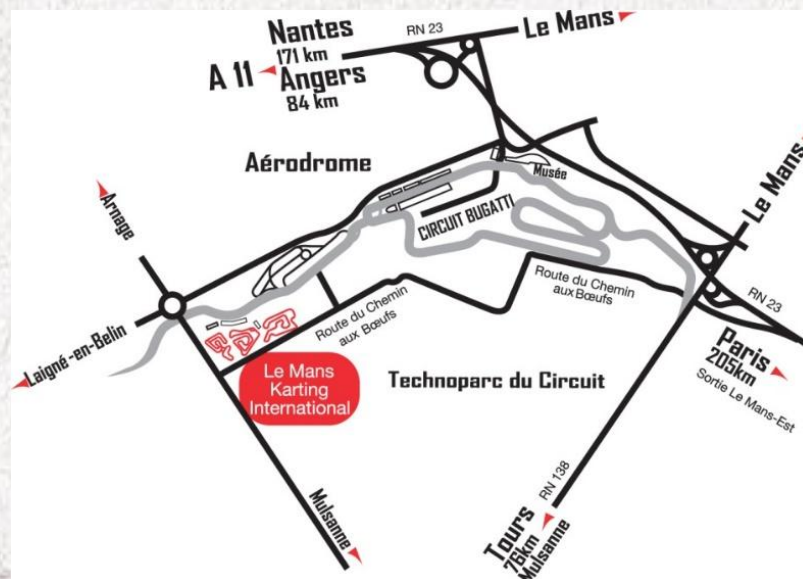 Nantes
171 km
RN 23
Le Mans
A 11
Angers
84 km
Aérodrome
Musée
Arnage
CIRCUIT BUGATTI
Le Mans
Route du Chemin
aux Bœufs
RN 23
Route du Chemin
aux Bœufs
Laigné-en-Belin
Le Mans
Karting
International
Technoparc du Circuit
Paris
205km
Sortie Le Mans-Est
Mulsanne
RN 138
Tours
76km
Mulsanne